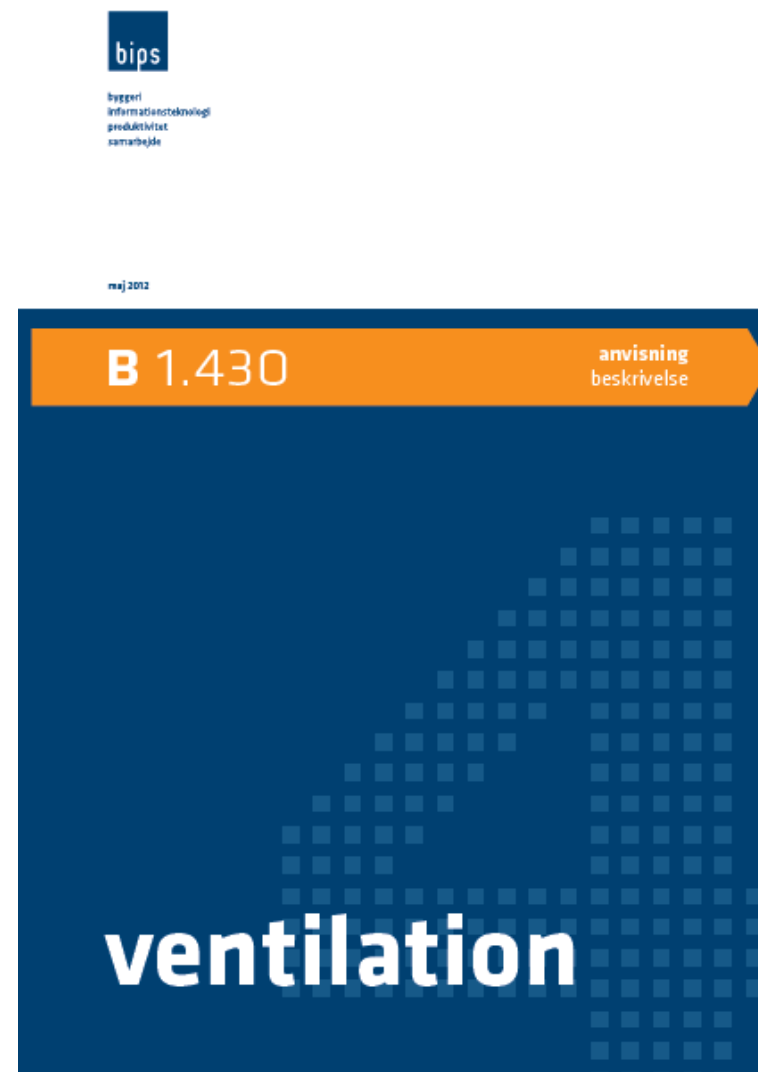 bips
byggeri
informationsteknologi
produktivitet
samarbejde
maj 2012
B 1.430
anvisning
beskrivelse
ventilation